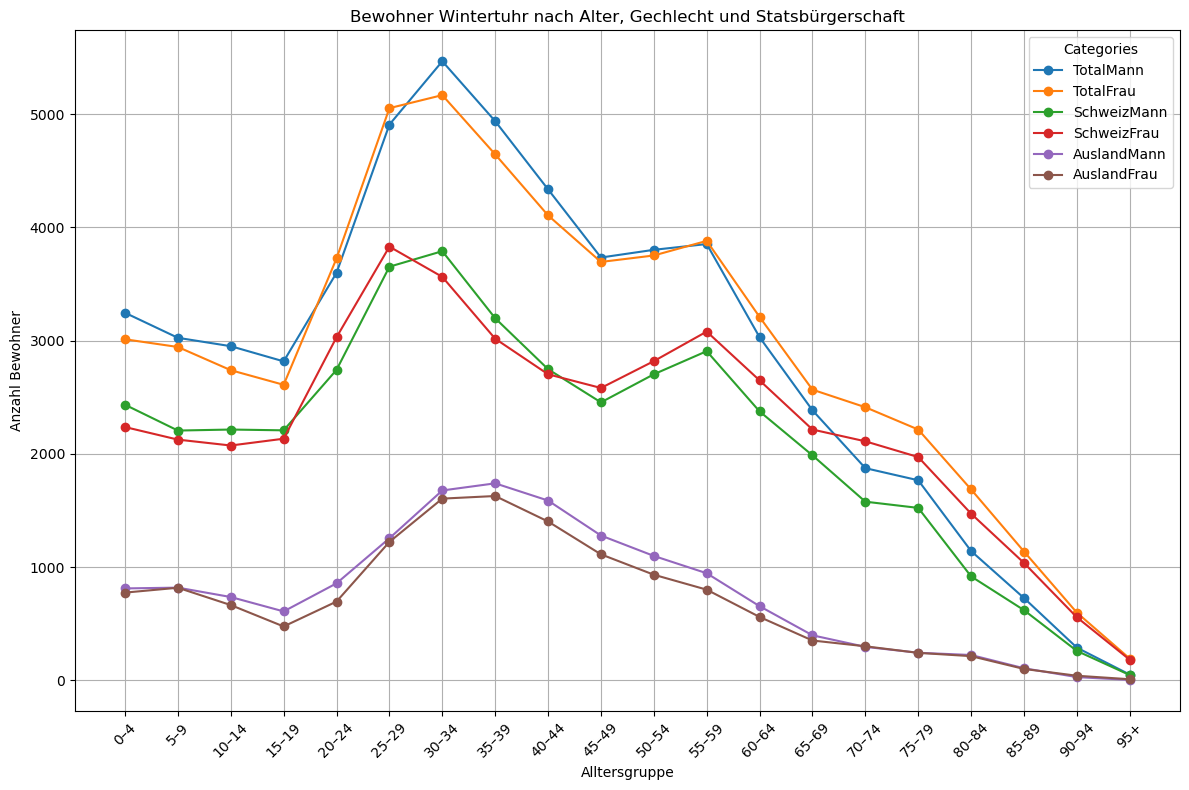 Bewohner Wintertuhr nach Alter, Gechlecht und Statsbürgerschaft
Categories
TotalMann
TotalFrau
SchweizMann
SchweizFrau
AuslandMann
AuslandFrau
Anzahl Bewohner
5000
4000
3000
2000
1000
0
0–4
5–9
10–14
15–19
20–24
25–29
30–34
35–39
40–44
45–49
50–54
55–59
60–64
65–69
70–74
75–79
80–84
85–89
90–94
95+
Alltersgruppe